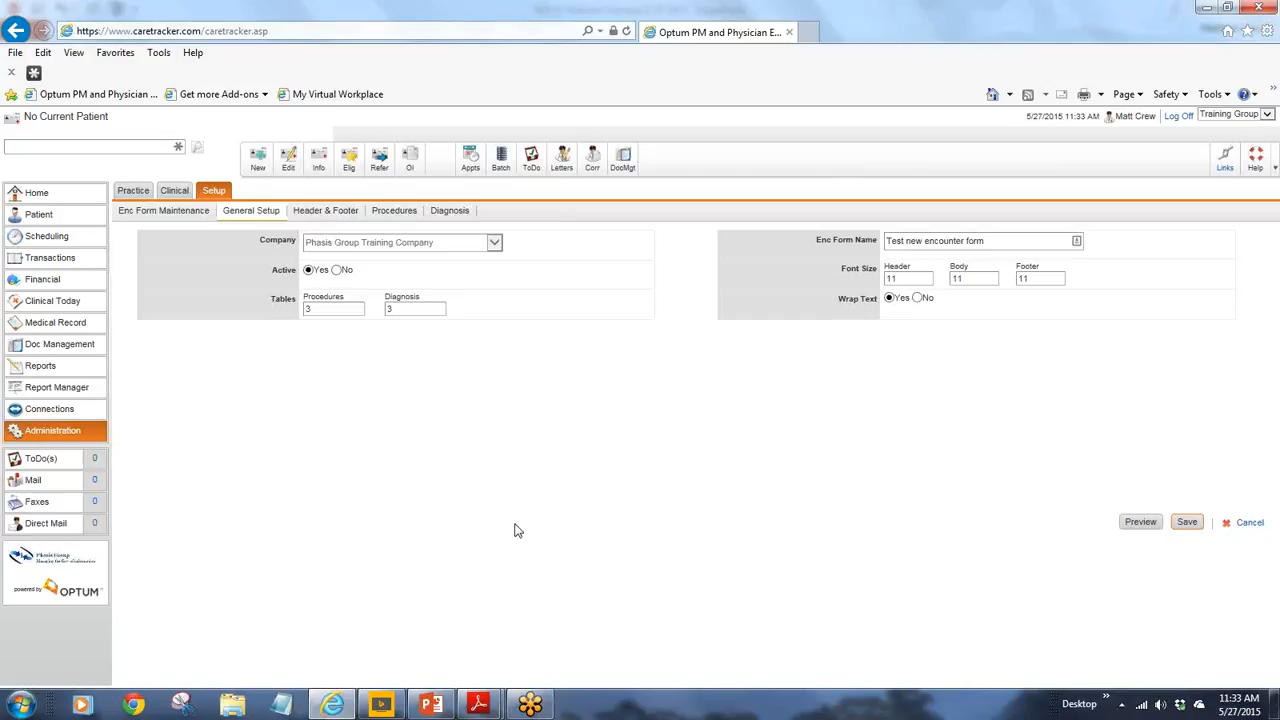 https://www.caretracker.com/caretracker.asp
Optum PM and Physician E...
File Edit View Favorites Tools Help
Optum PM and Physician ... Get more Add-ons My Virtual Workplace
Page Safety Tools
No Current Patient
5/27/2015 11:33 AM Matt Crew Log Off Training Group
New Edit Info Elig Refer OI Appts Batch ToDo Letters Corr DocMgt Links Help
Home
Patient
Scheduling
Transactions
Financial
Clinical Today
Medical Record
Doc Management
Reports
Report Manager
Connections
Administration
ToDo(s) 0
Mail 0
Faxes 0
Direct Mail 0
Phasis Group
powered by OPTUM
Practice Clinical Setup
Enc Form Maintenance General Setup Header & Footer Procedures Diagnosis
Company Phasis Group Training Company
Active Yes No
Tables Procedures Diagnosis
3 3
Enc Form Name Test new encounter form
Font Size Header Body Footer
11 11 11
Wrap Text Yes No
Preview Save Cancel
Desktop
11:33 AM
5/27/2015